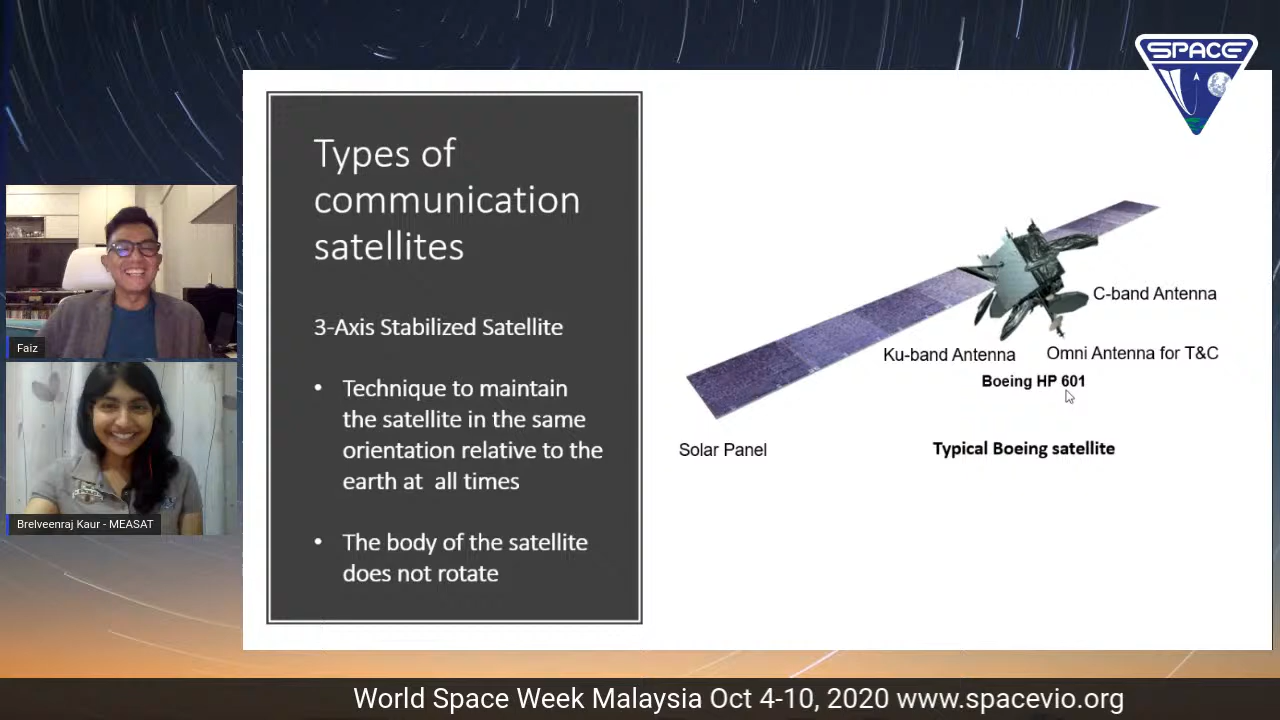 SPACE
Types of
communication
satellites
3-Axis Stabilized Satellite
• Technique to maintain
the satellite in the same
orientation relative to the
earth at all times
• The body of the satellite
does not rotate
C-band Antenna
Ku-band Antenna
Omni Antenna for T&C
Boeing HP 601
Solar Panel
Typical Boeing satellite
Faiz
Brelveenraj Kaur - MEASAT
World Space Week Malaysia Oct 4-10, 2020 www.spacevio.org